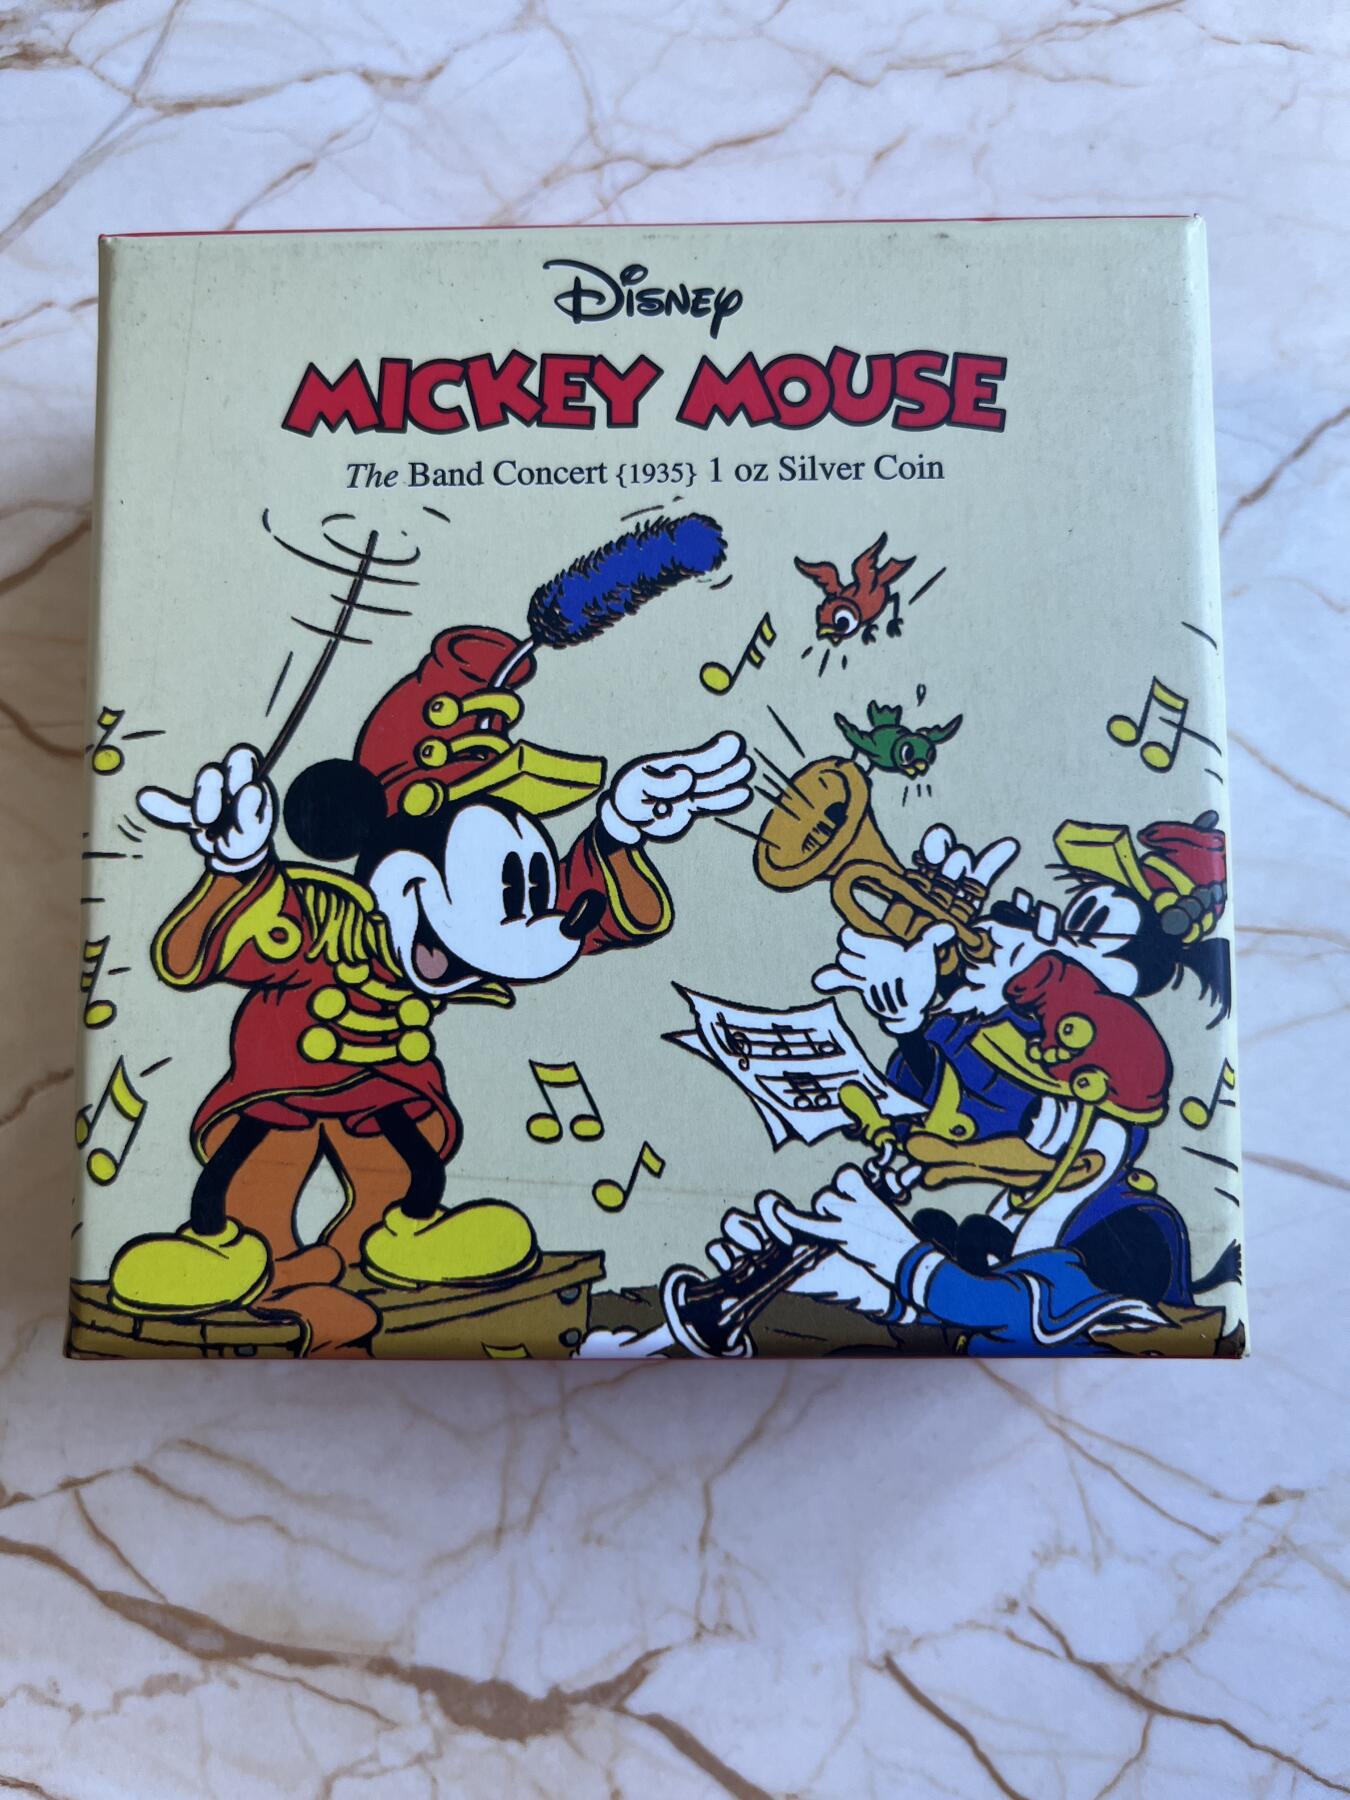 Disney
MICKEY MOUSE
The Band Concert {1935} 1 oz Silver Coin